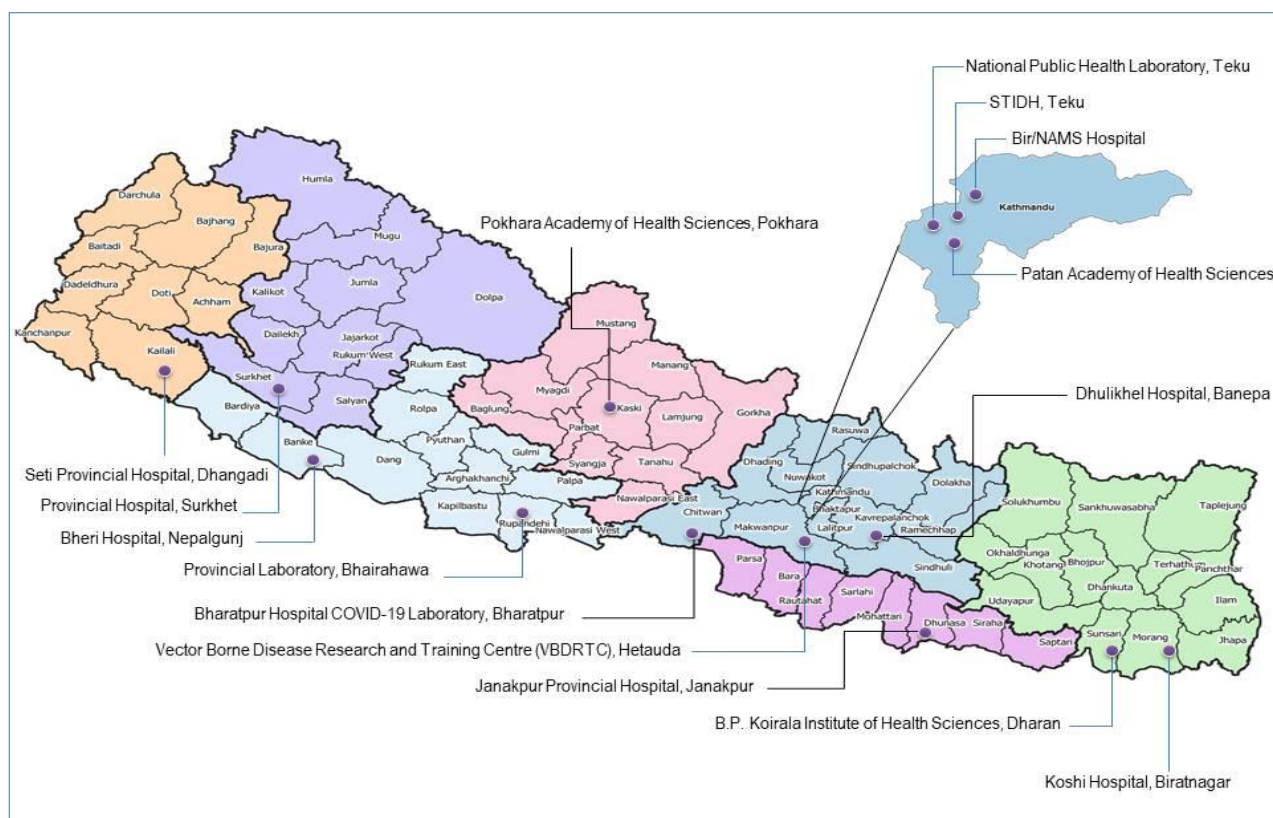 National Public Health Laboratory, Teku
STIDH, Teku
Bir/NAMS Hospital
Kathmandu
Patan Academy of Health Sciences
Pokhara Academy of Health Sciences, Pokhara
Dhulikhel Hospital, Banepa
Humla
Darchula
Bajhang
Mugu
Baitadi
Bajura
Jumla
Kalikot
Dolpa
Dadeldhura
Doti
Achham
Kanchanpur
Dailekh
Jajarkot
Rukum West
Kailali
Surkhet
Salyan
Rukum East
Bardiya
Rolpa
Banke
Dang
Pyuthan
Gulmi
Arghakhanchi
Palpa
Kapilbastu
Rupandehi
Nawalparasi West
Mustang
Manang
Myagdi
Baglung
Kaski
Lamjung
Gorkha
Parbat
Syangja
Tanahu
Nawalparasi East
Rasuwa
Dhading
Nuwakot
Sindhupalchok
Dolakha
Kathmandu
Bhaktapur
Chitwan
Makwanpur
Lalitpur
Kavrepalanchok
Ramechhap
Sindhuli
Parsa
Bara
Rautahat
Sarlahi
Mohattari
Dhunasa
Siraha
Saptari
Solukhumbu
Sankhuwasabha
Taplejung
Okhaldhunga
Khotang
Bhojpur
Terhathum
Panchthar
Dhankuta
Udayapur
Ilam
Sunsari
Morang
Jhapa
Seti Provincial Hospital, Dhangadi
Provincial Hospital, Surkhet
Bheri Hospital, Nepalgunj
Provincial Laboratory, Bhairahawa
Bharatpur Hospital COVID-19 Laboratory, Bharatpur
Vector Borne Disease Research and Training Centre (VBDRTC), Hetauda
Janakpur Provincial Hospital, Janakpur
B.P. Koirala Institute of Health Sciences, Dharan
Koshi Hospital, Biratnagar